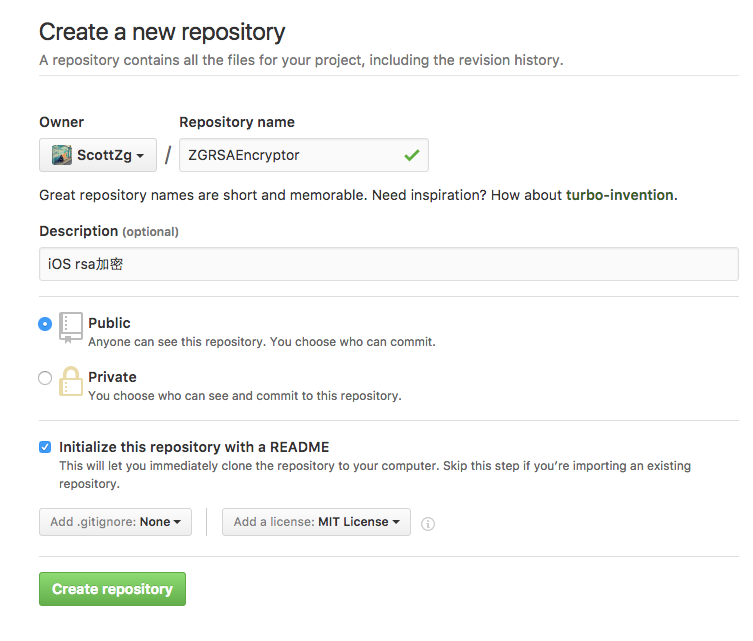 Create a new repository
A repository contains all the files for your project, including the revision history.
Owner Repository name
ScottZg / ZGRSAEncryptor
Great repository names are short and memorable. Need inspiration? How about turbo-invention.
Description (optional)
iOS rsa加密
Public
Anyone can see this repository. You choose who can commit.
Private
You choose who can see and commit to this repository.
Initialize this repository with a README
This will let you immediately clone the repository to your computer. Skip this step if you’re importing an existing
repository.
Add .gitignore: None Add a license: MIT License
Create repository